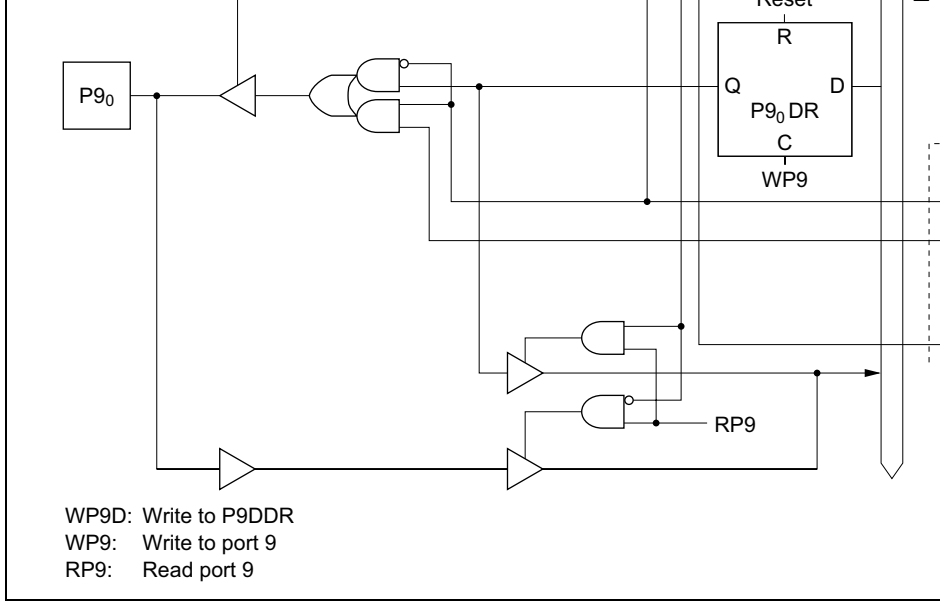 Reset
R
P9₀
Q
D
P9₀ DR
C
WP9
RP9
WP9D: Write to P9DDR
WP9: Write to port 9
RP9: Read port 9